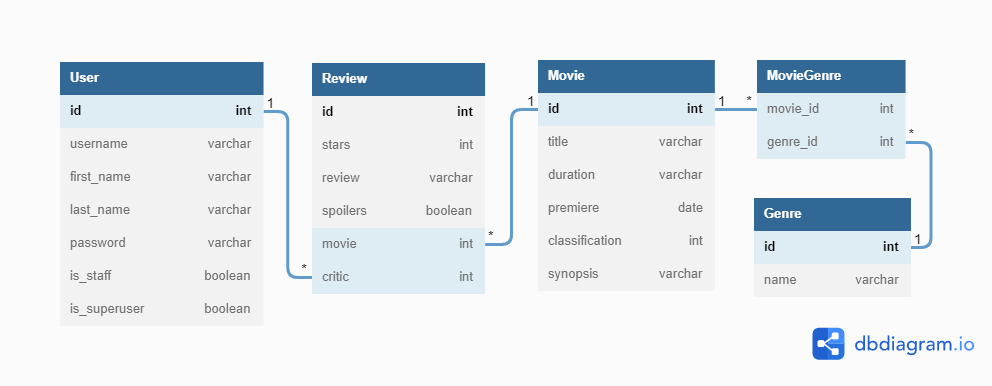 User
id int
username varchar
first_name varchar
last_name varchar
password varchar
is_staff boolean
is_superuser boolean
1
*
Review
id int
stars int
review varchar
spoilers boolean
movie int
critic int
*
1
Movie
id int
title varchar
duration varchar
premiere date
classification int
synopsis varchar
1
*
MovieGenre
movie_id int
genre_id int
*
1
Genre
id int
name varchar
dbdiagram.io